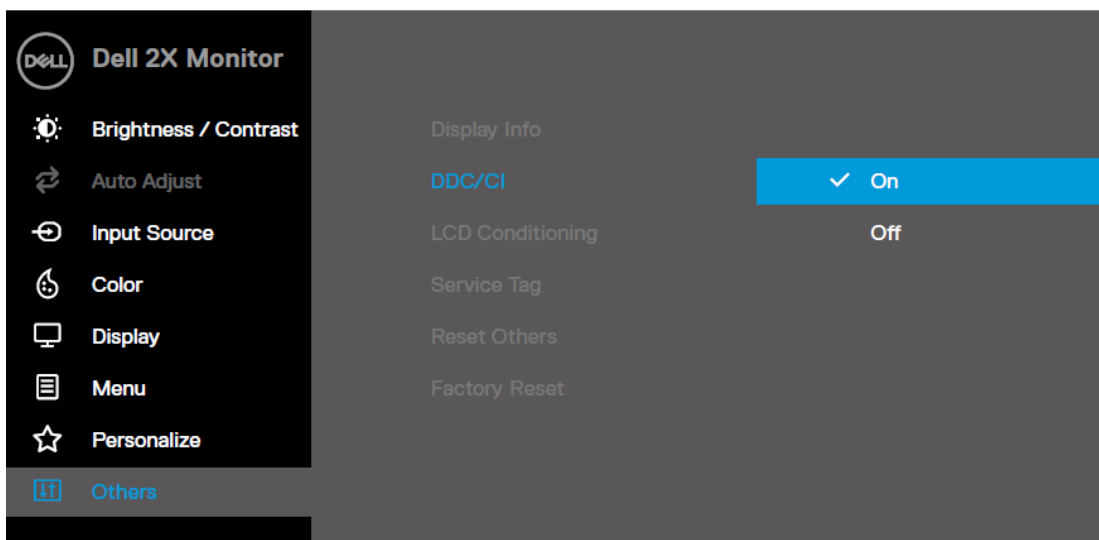 DELL
Dell 2X Monitor
Brightness / Contrast
Display Info
Auto Adjust
DDC/CI
On
Input Source
LCD Conditioning
Off
Color
Service Tag
Display
Reset Others
Menu
Factory Reset
Personalize
Others